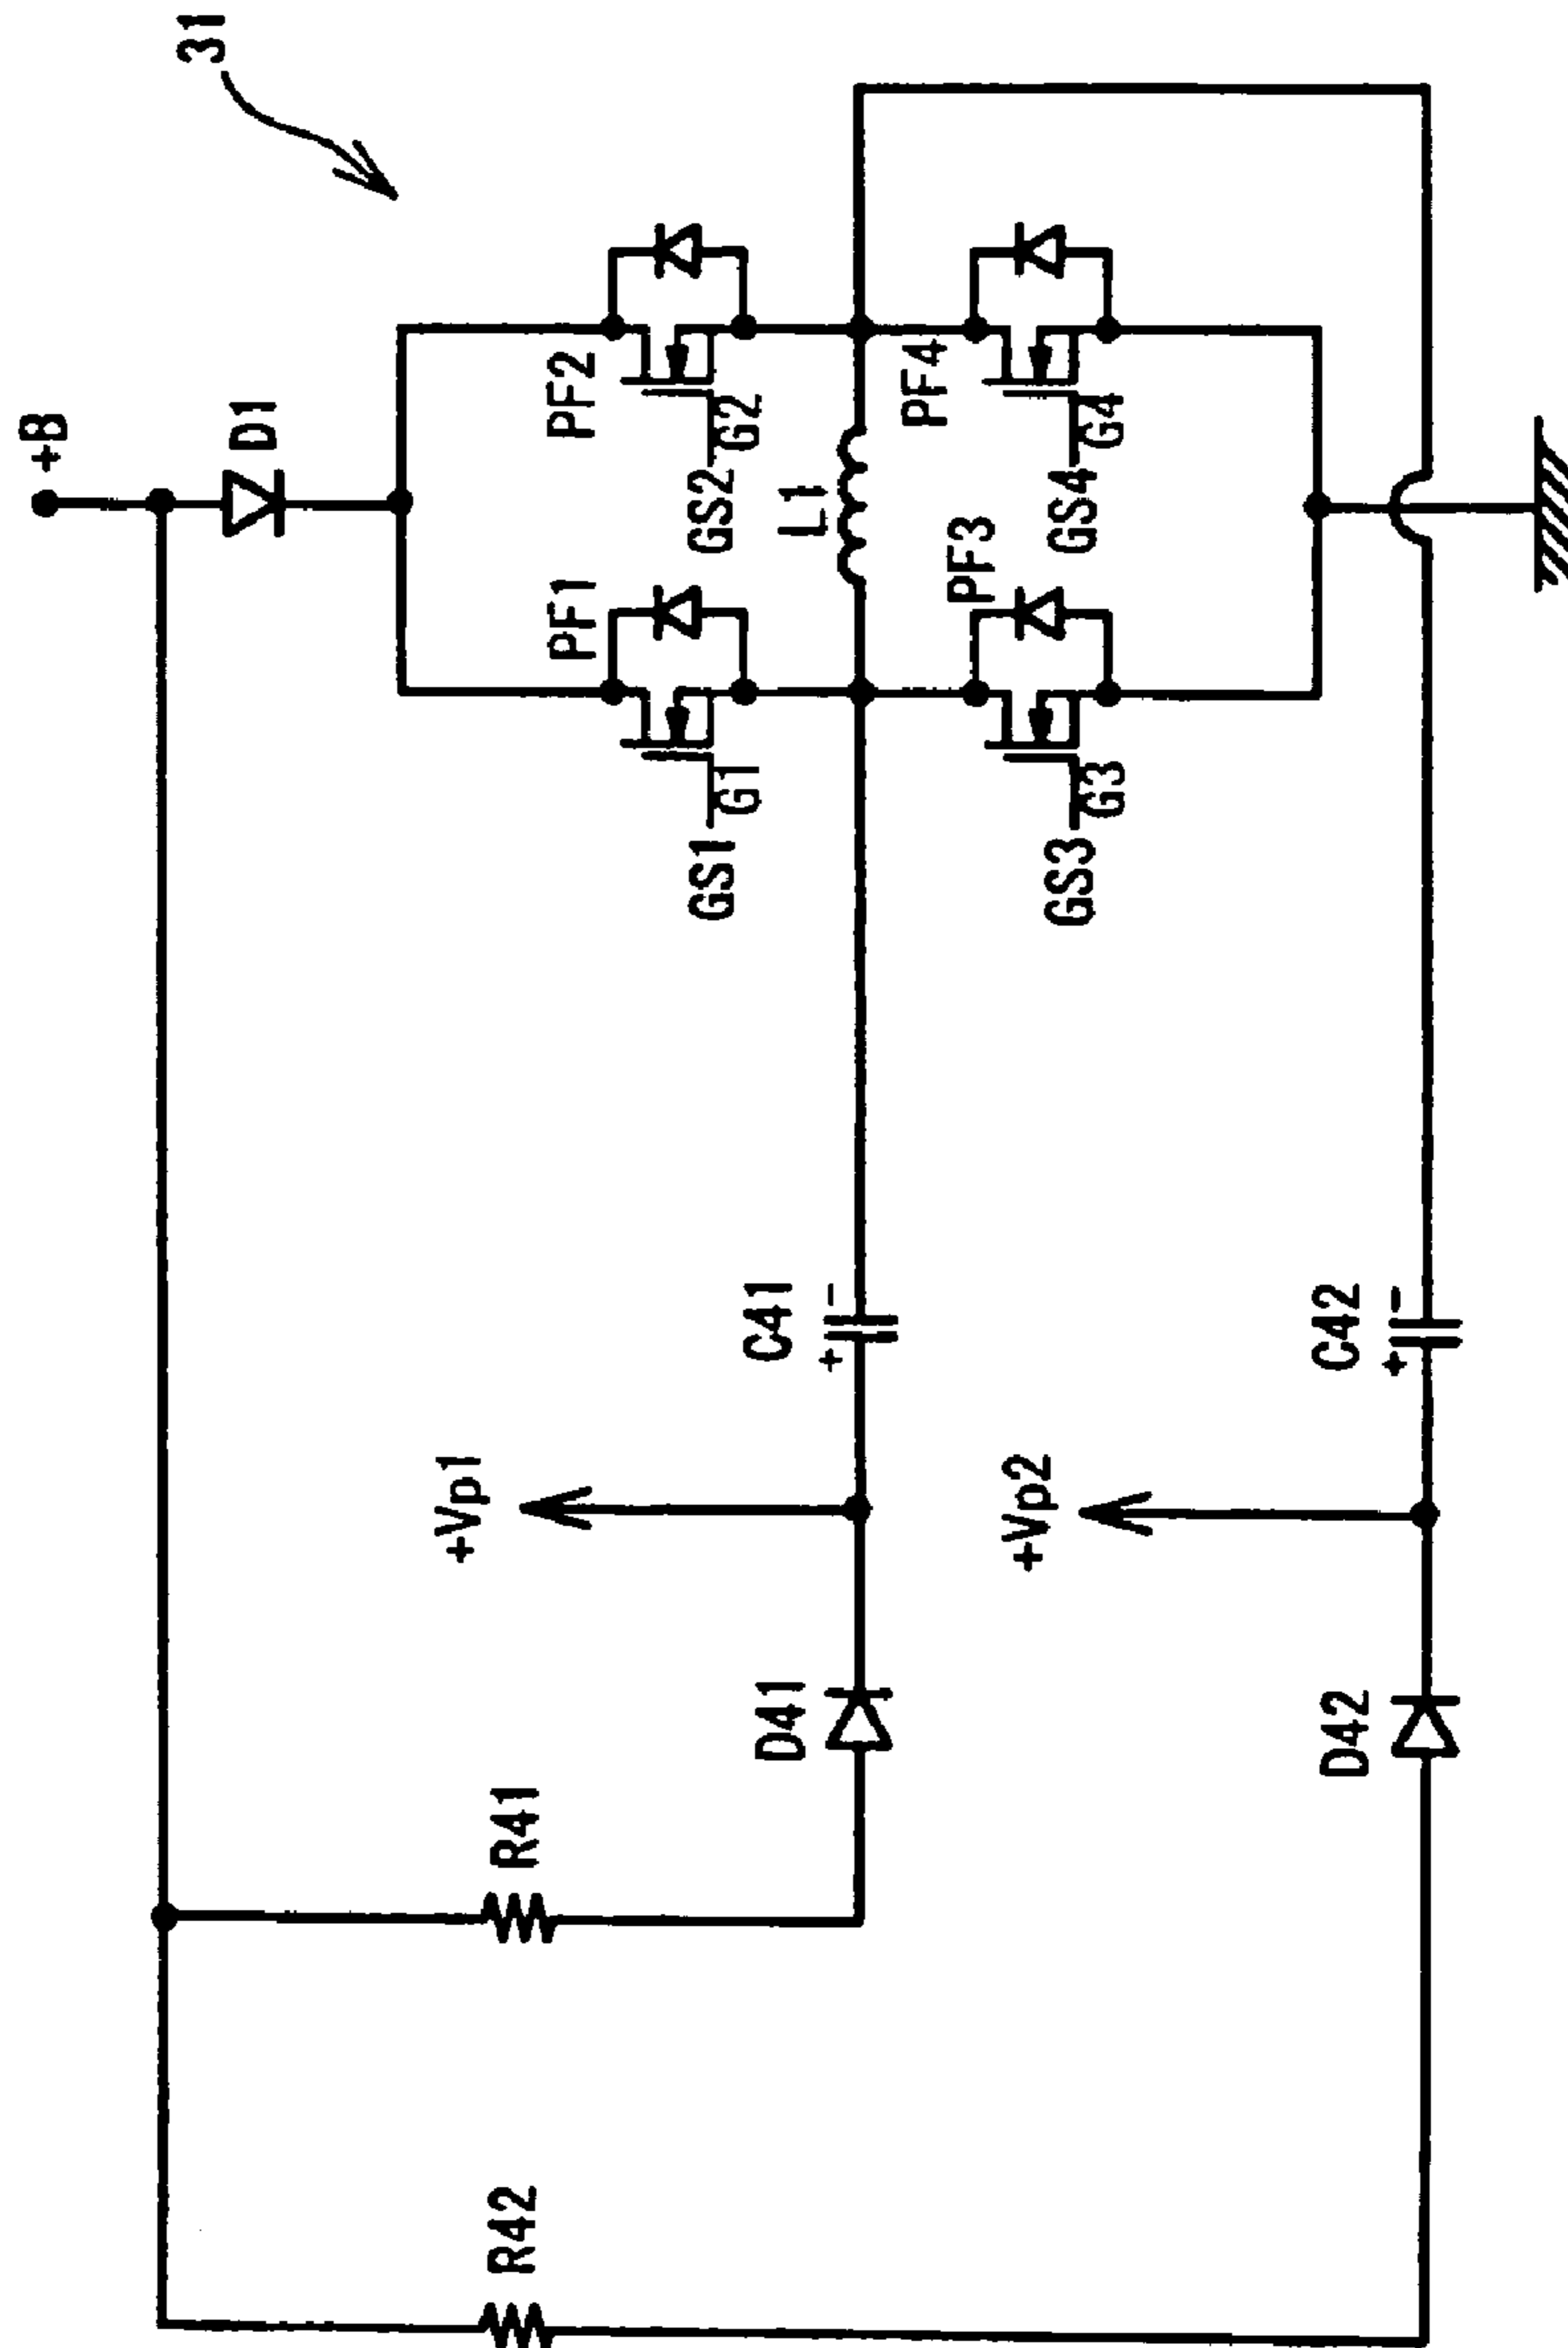 31
+B
D1
PF2
G2
GS2
PF4
G4
GS4
L1
PF1
G1
GS1
PF3
G3
GS3
C41
+ −
C42
+ −
+Vp1
+Vp2
D41
D42
R41
R42